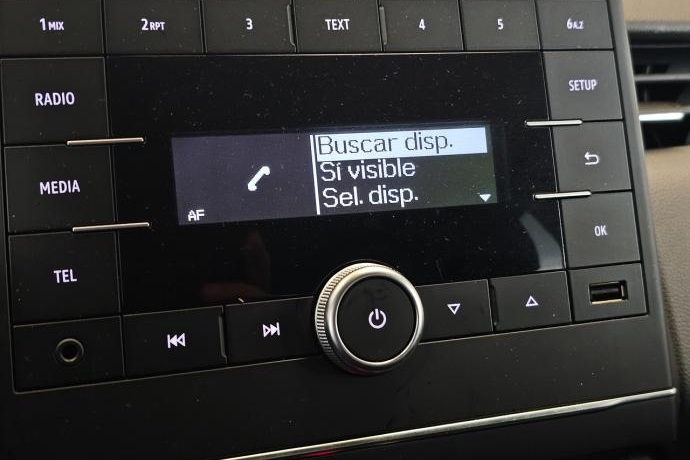 1 MIX
2 RPT
3
TEXT
4
5
6 A.Z
RADIO
SETUP
MEDIA
TEL
OK
Buscar disp.
Sí visible
Sel. disp.
AF